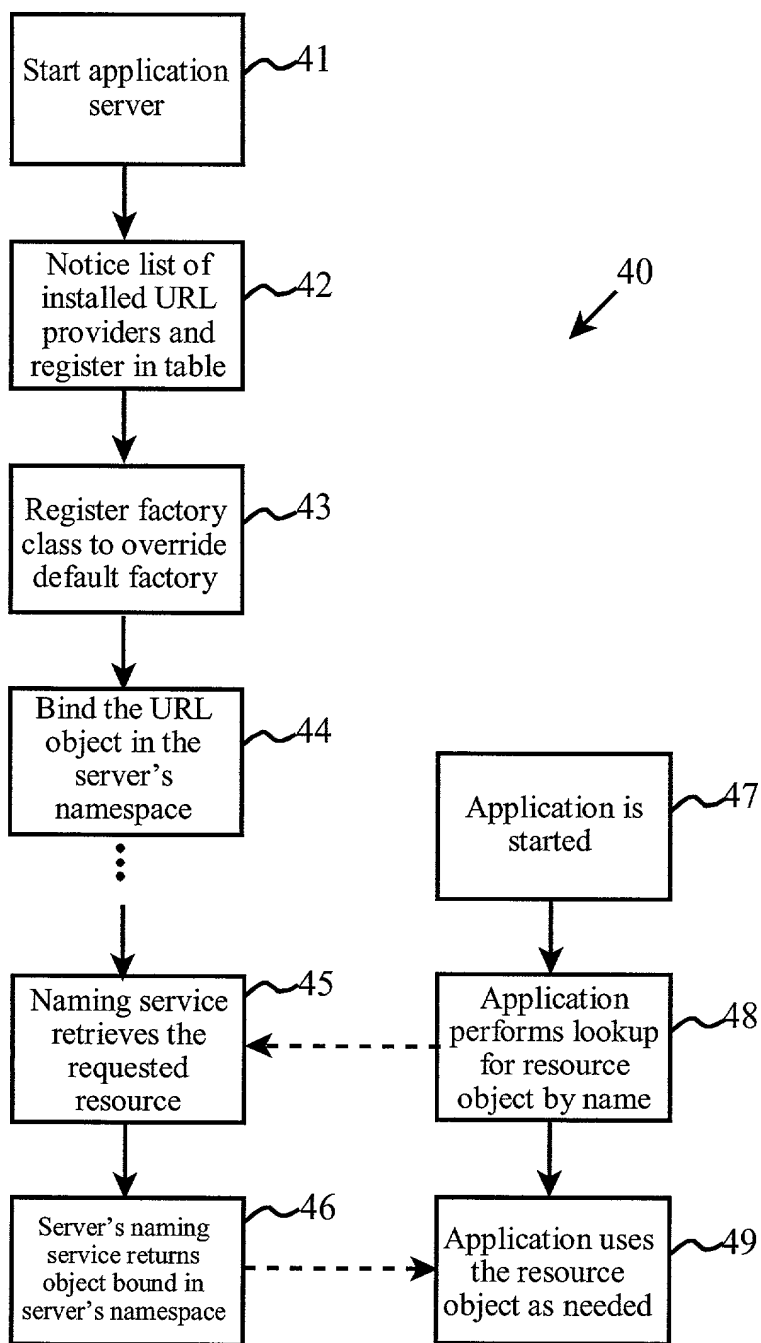 Start application
server
41
Notice list of
installed URL
providers and
register in table
42
40
Register factory
class to override
default factory
43
Bind the URL
object in the
server's
namespace
44
Application is
started
47
Naming service
retrieves the
requested
resource
45
Application
performs lookup
for resource
object by name
48
Server's naming
service returns
object bound in
server's namespace
46
Application uses
the resource
object as needed
49